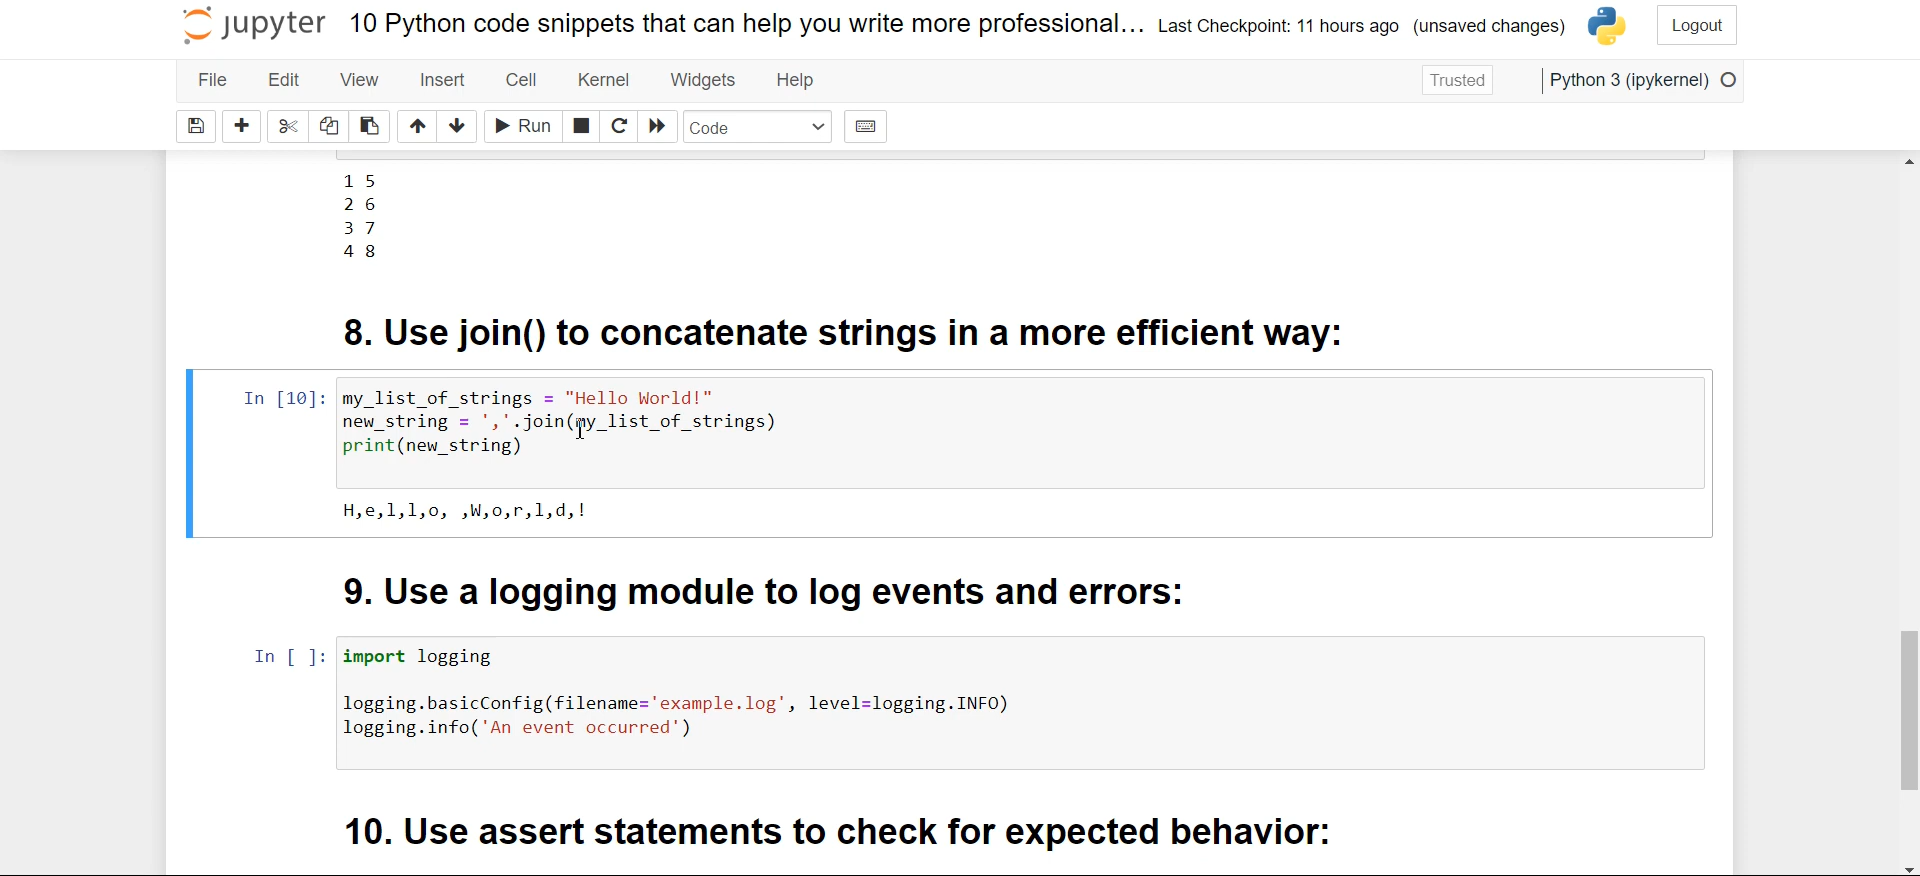 jupyter 10 Python code snippets that can help you write more professional... Last Checkpoint: 11 hours ago (unsaved changes) Logout
File Edit View Insert Cell Kernel Widgets Help Trusted Python 3 (ipykernel)
Run Code
1 5
2 6
3 7
4 8
8. Use join() to concatenate strings in a more efficient way:
In [10]: my_list_of_strings = "Hello World!"
new_string = ','.join(my_list_of_strings)
print(new_string)
H,e,l,l,o, ,W,o,r,l,d,!
9. Use a logging module to log events and errors:
In [ ]: import logging
logging.basicConfig(filename='example.log', level=logging.INFO)
logging.info('An event occurred')
10. Use assert statements to check for expected behavior: